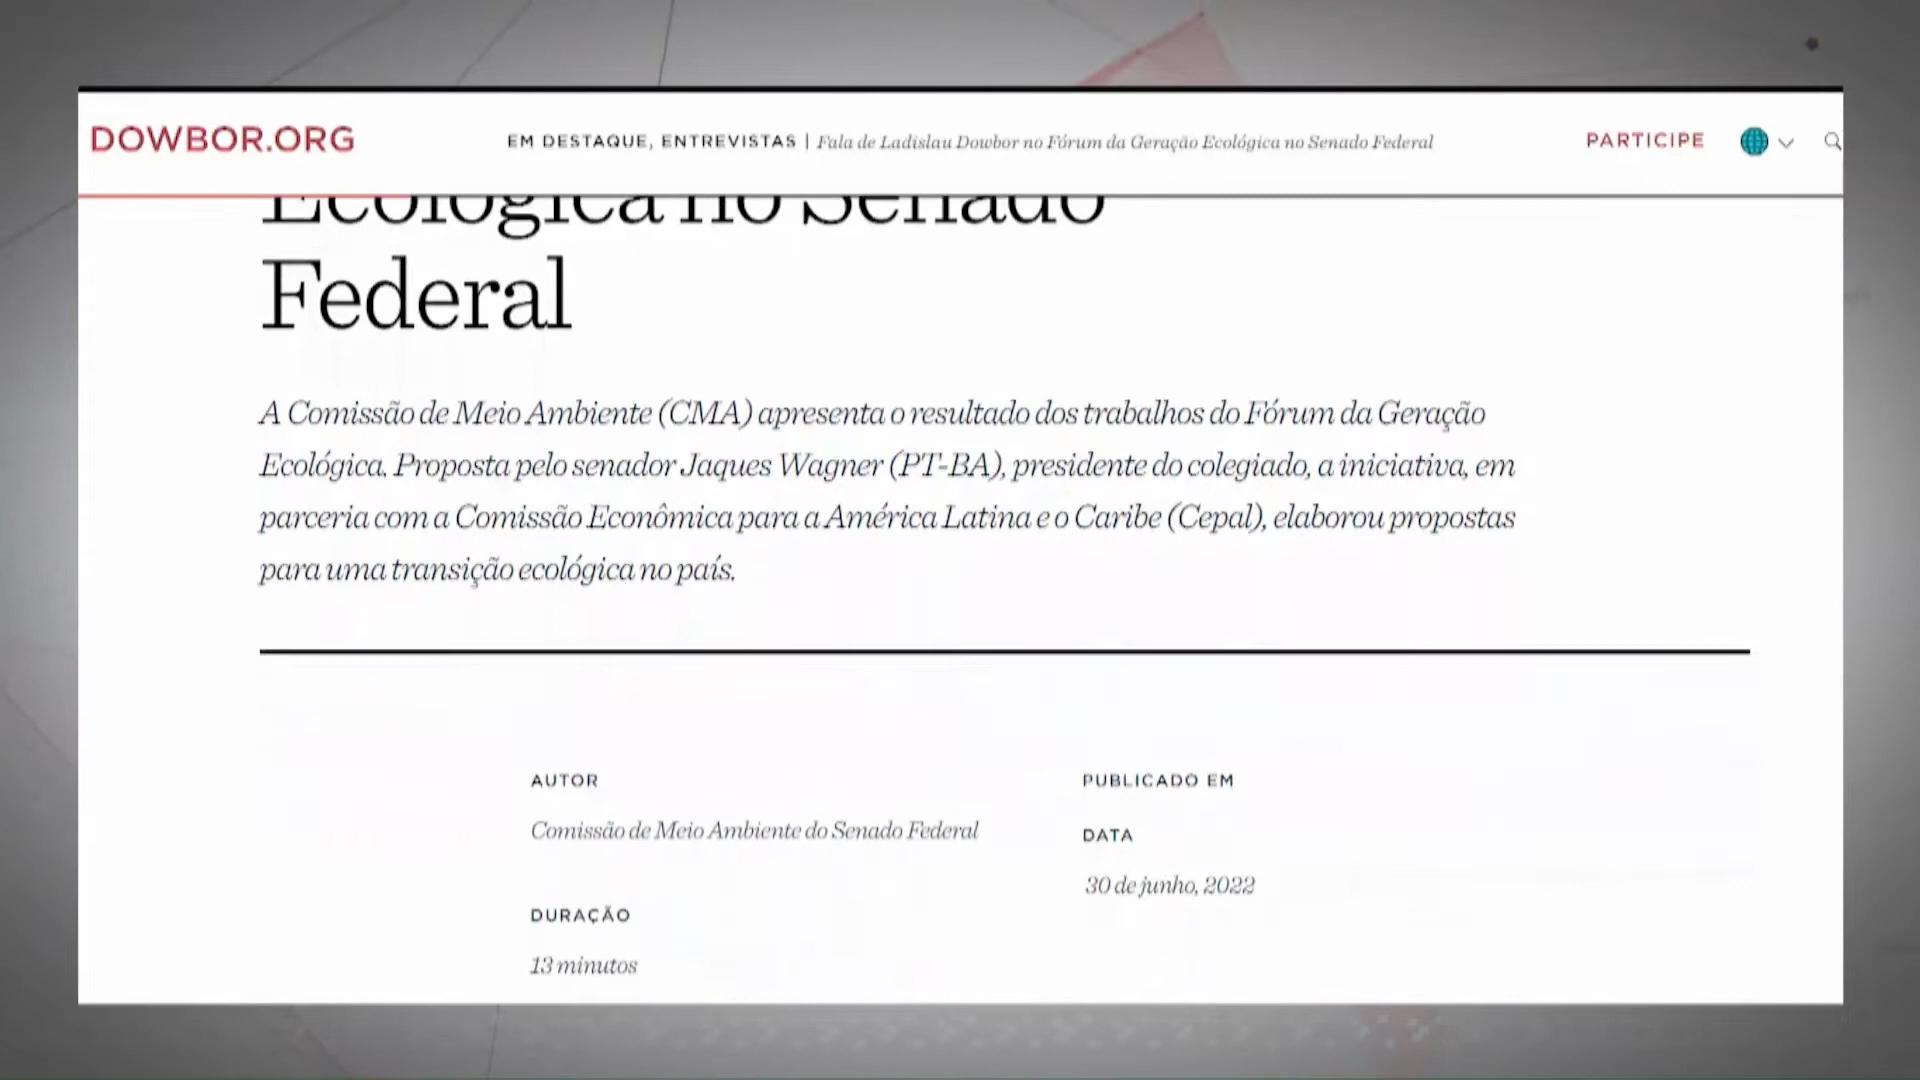 DOWBOR.ORG
EM DESTAQUE, ENTREVISTAS | Fala de Ladislau Dowbor no Fórum da Geração Ecológica no Senado Federal
PARTICIPE
Ecológica no Senado
Federal
A Comissão de Meio Ambiente (CMA) apresenta o resultado dos trabalhos do Fórum da Geração
Ecológica. Proposta pelo senador Jaques Wagner (PT-BA), presidente do colegiado, a iniciativa, em
parceria com a Comissão Econômica para a América Latina e o Caribe (Cepal), elaborou propostas
para uma transição ecológica no país.
AUTOR
Comissão de Meio Ambiente do Senado Federal
DURAÇÃO
13 minutos
PUBLICADO EM
DATA
30 de junho, 2022